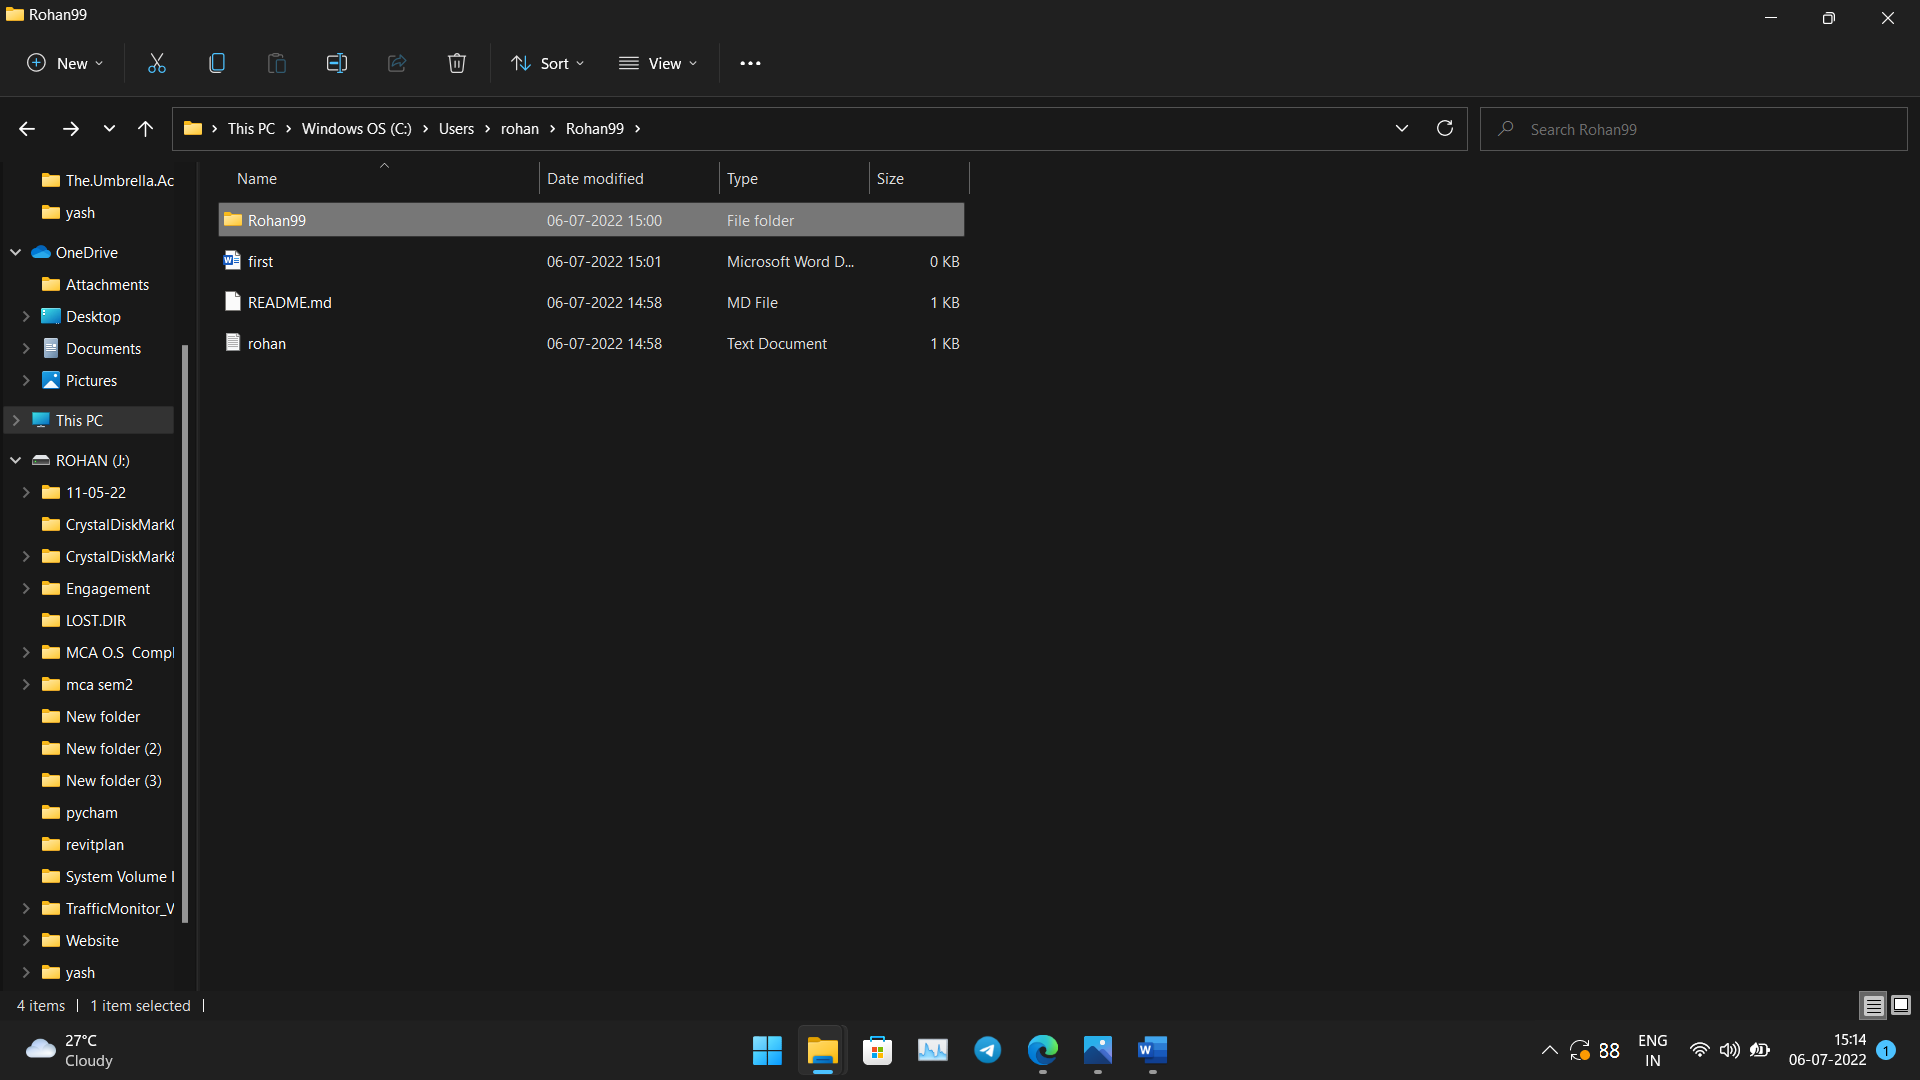 Rohan99
New
Sort
View
This PC
Windows OS (C:)
Users
rohan
Rohan99
Search Rohan99
The.Umbrella.Ac
yash
OneDrive
Attachments
Desktop
Documents
Pictures
This PC
ROHAN (J:)
11-05-22
CrystalDiskMark
CrystalDiskMark8
Engagement
LOST.DIR
MCA O.S Compl
mca sem2
New folder
New folder (2)
New folder (3)
pycham
revitplan
System Volume I
TrafficMonitor_V
Website
yash
Name Date modified Type Size
Rohan99 06-07-2022 15:00 File folder
first 06-07-2022 15:01 Microsoft Word D... 0 KB
README.md 06-07-2022 14:58 MD File 1 KB
rohan 06-07-2022 14:58 Text Document 1 KB
4 items 1 item selected
27°C
Cloudy
88
ENG
IN
15:14
06-07-2022
1